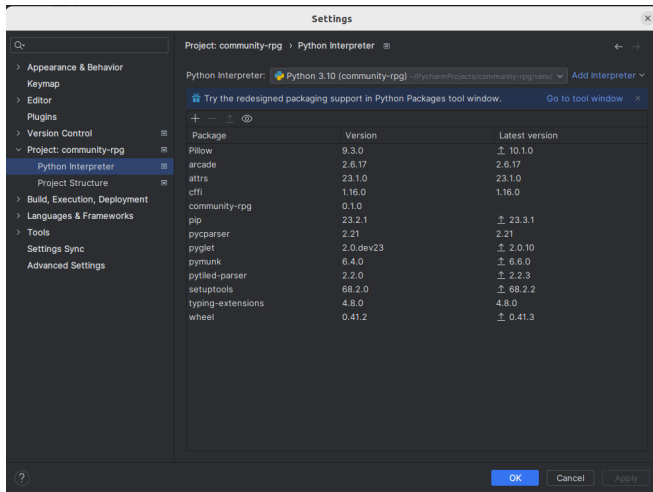 Settings
Project: community-rpg › Python Interpreter
Appearance & Behavior
Keymap
Editor
Plugins
Version Control
Project: community-rpg
Python Interpreter
Project Structure
Build, Execution, Deployment
Languages & Frameworks
Tools
Settings Sync
Advanced Settings
Python Interpreter: Python 3.10 (community-rpg) ~/PycharmProjects/community-rpg/venv/ Add Interpreter
Try the redesigned packaging support in Python Packages tool window. Go to tool window
Package Version Latest version
Pillow 9.3.0 10.1.0
arcade 2.6.17 2.6.17
attrs 23.1.0 23.1.0
cffi 1.16.0 1.16.0
community-rpg 0.1.0
pip 23.2.1 23.3.1
pycparser 2.21 2.21
pyglet 2.0.dev23 2.0.10
pymunk 6.4.0 6.6.0
pytiled-parser 2.2.0 2.2.3
setuptools 68.2.0 68.2.2
typing-extensions 4.8.0 4.8.0
wheel 0.41.2 0.41.3
? OK Cancel Apply